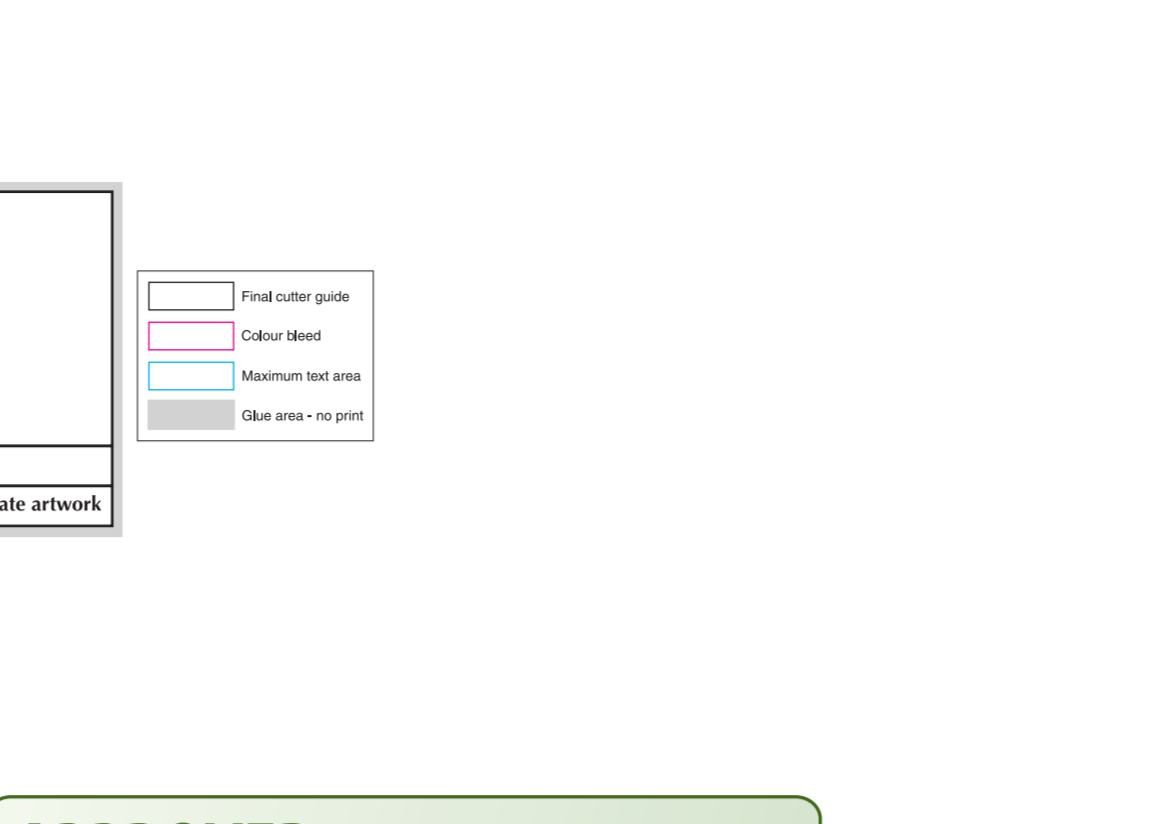 Final cutter guide
Colour bleed
Maximum text area
Glue area - no print
ate artwork